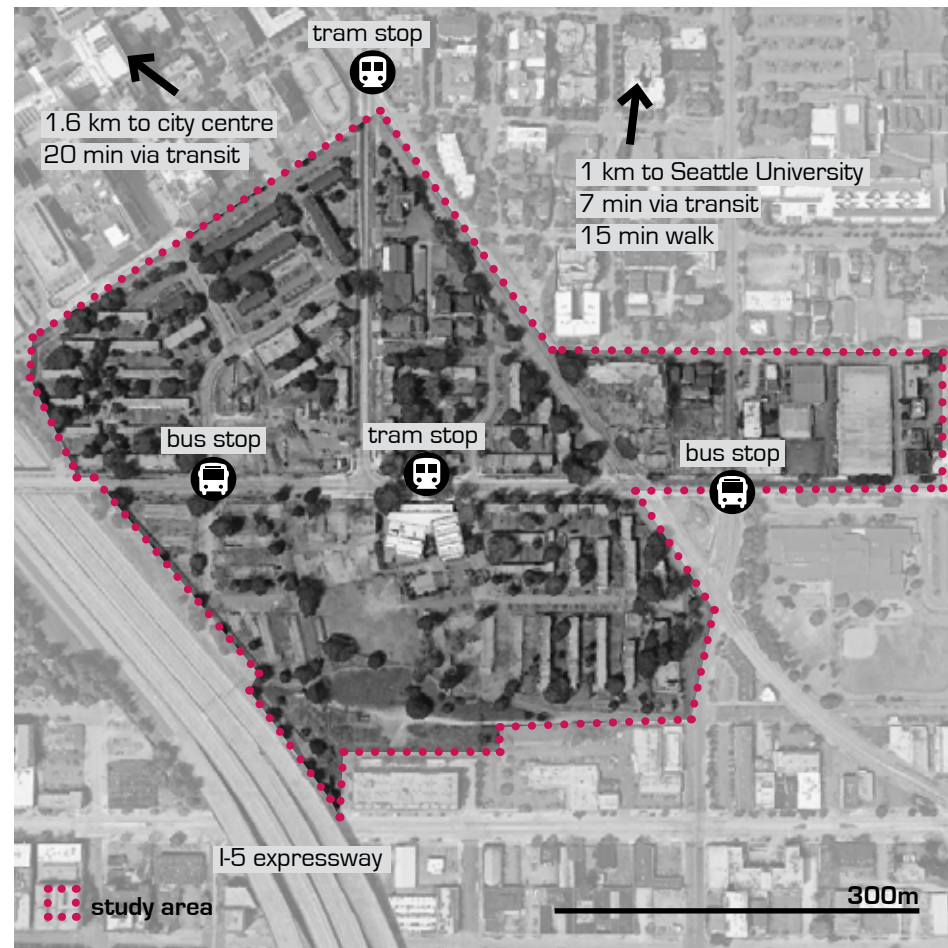 tram stop
1.6 km to city centre
20 min via transit
1 km to Seattle University
7 min via transit
15 min walk
bus stop
tram stop
bus stop
I-5 expressway
study area
300m